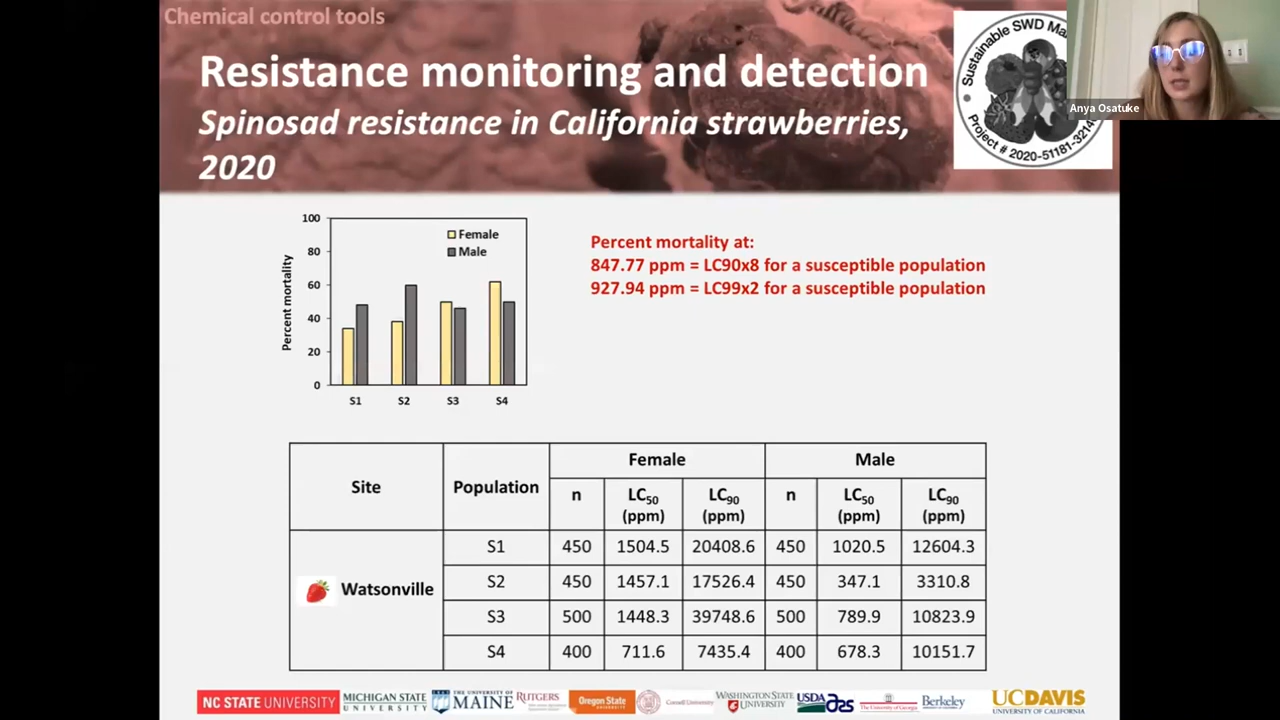 Chemical control tools
Resistance monitoring and detection
Spinosad resistance in California strawberries,
2020
Sustainable SWD
Project # 2020-51181-
Anya Osatuke
Percent mortality
100
80
60
40
20
0
Female
Male
S1 S2 S3 S4
Percent mortality at:
847.77 ppm = LC90x8 for a susceptible population
927.94 ppm = LC99x2 for a susceptible population
Site Population Female Male
n LC50 (ppm) LC90 (ppm) n LC50 (ppm) LC90 (ppm)
Watsonville
S1 450 1504.5 20408.6 450 1020.5 12604.3
S2 450 1457.1 17526.4 450 347.1 3310.8
S3 500 1448.3 39748.6 500 789.9 10823.9
S4 400 711.6 7435.4 400 678.3 10151.7
NC STATE UNIVERSITY
MICHIGAN STATE
UNIVERSITY
THE UNIVERSITY OF
MAINE
RUTGERS
Oregon State
UNIVERSITY
Cornell University
WASHINGTON STATE
UNIVERSITY
USDA
Berkeley
UNIVERSITY OF CALIFORNIA
UCDAVIS
UNIVERSITY OF CALIFORNIA